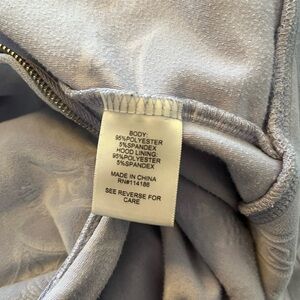 BODY:
95%POLYESTER
5%SPANDEX
HOOD LINING:
95%POLYESTER
5%SPANDEX
MADE IN CHINA
RN#114186
SEE REVERSE FOR
CARE